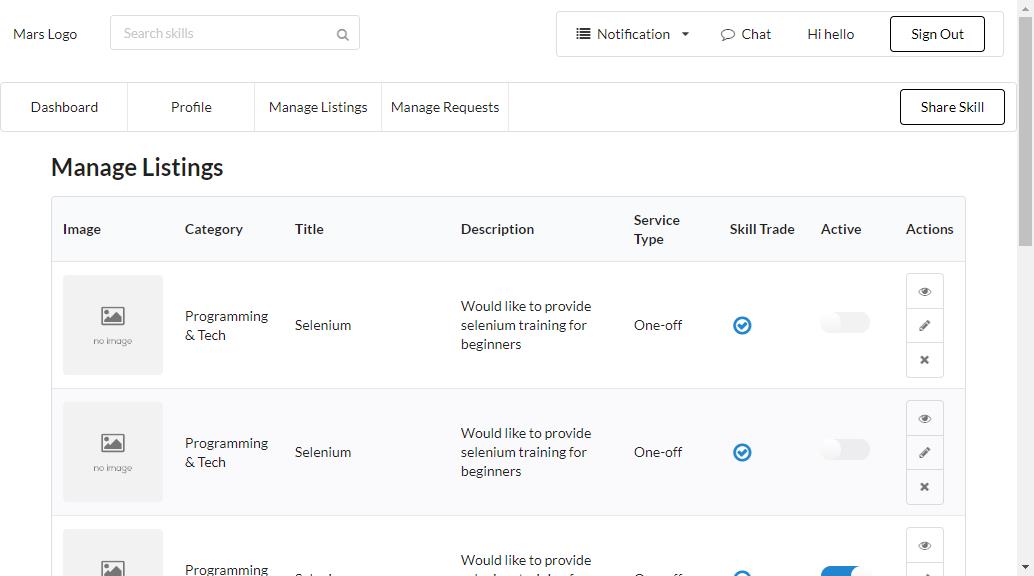 Mars Logo
Search skills
Notification
Chat
Hi hello
Sign Out
Dashboard
Profile
Manage Listings
Manage Requests
Share Skill
Manage Listings
Image
Category
Title
Description
Service
Type
Skill Trade
Active
Actions
no image
Programming
& Tech
Selenium
Would like to provide
selenium training for
beginners
One-off
no image
Programming
& Tech
Selenium
Would like to provide
selenium training for
beginners
One-off
Programming
Would like to provide